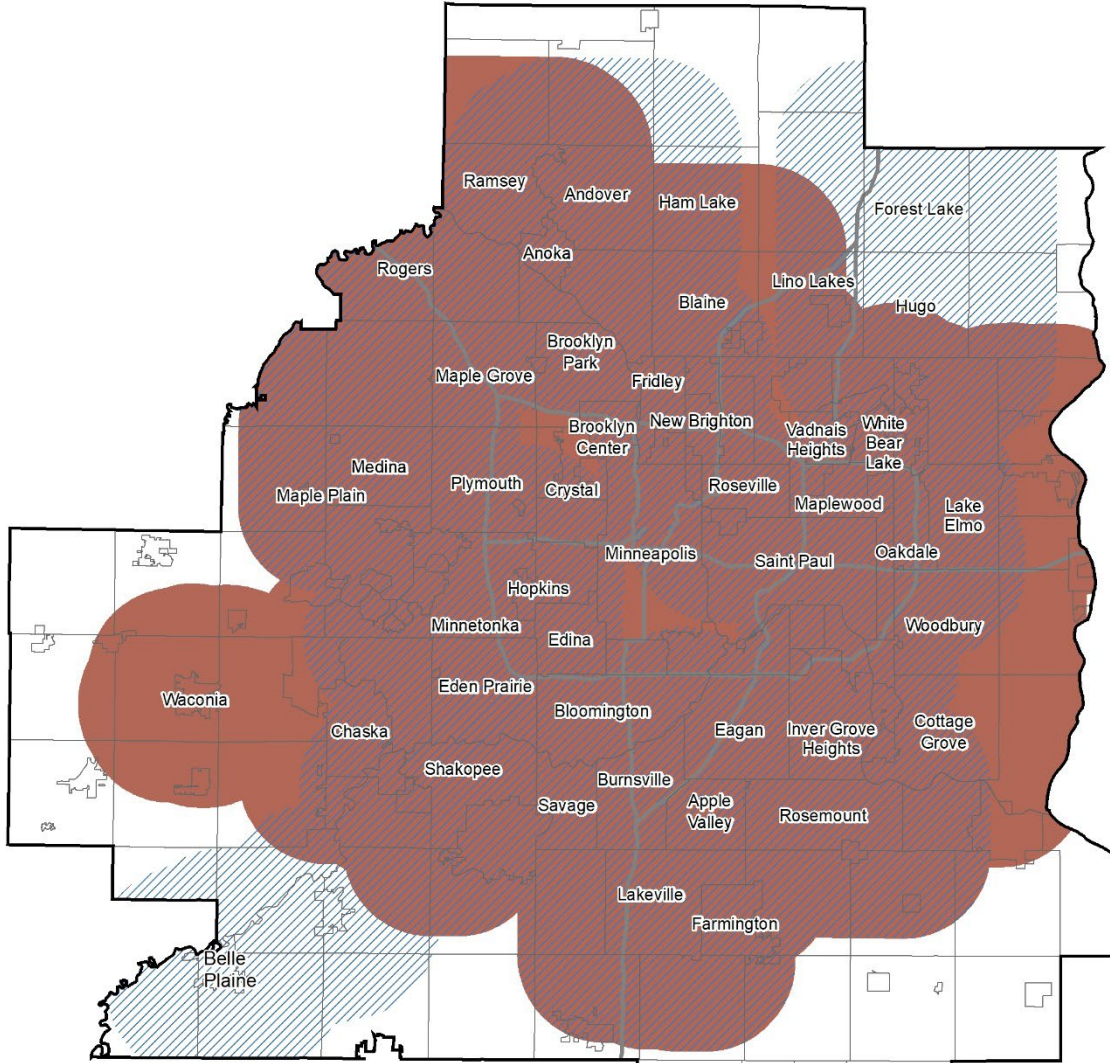 Ramsey
Andover
Ham Lake
Forest Lake
Anoka
Rogers
Lino Lakes
Blaine
Hugo
Brooklyn
Park
Maple Grove
Fridley
New Brighton
Brooklyn
Center
Vadnais
Heights
White
Bear
Lake
Medina
Maple Plain
Plymouth
Crystal
Roseville
Maplewood
Lake
Elmo
Minneapolis
Saint Paul
Oakdale
Hopkins
Minnetonka
Edina
Woodbury
Eden Prairie
Waconia
Bloomington
Chaska
Eagan
Inver Grove
Heights
Cottage
Grove
Shakopee
Burnsville
Savage
Apple
Valley
Rosemount
Lakeville
Farmington
Belle
Plaine